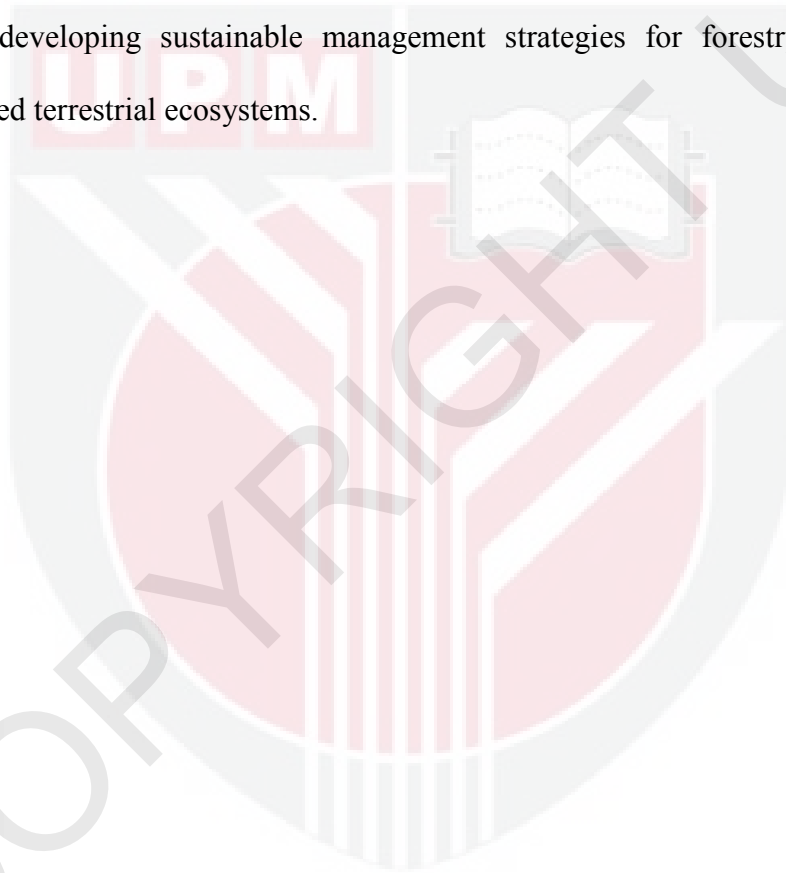 developing sustainable management strategies for forestr
ed terrestrial ecosystems.
UPM
COPYRIGHT U